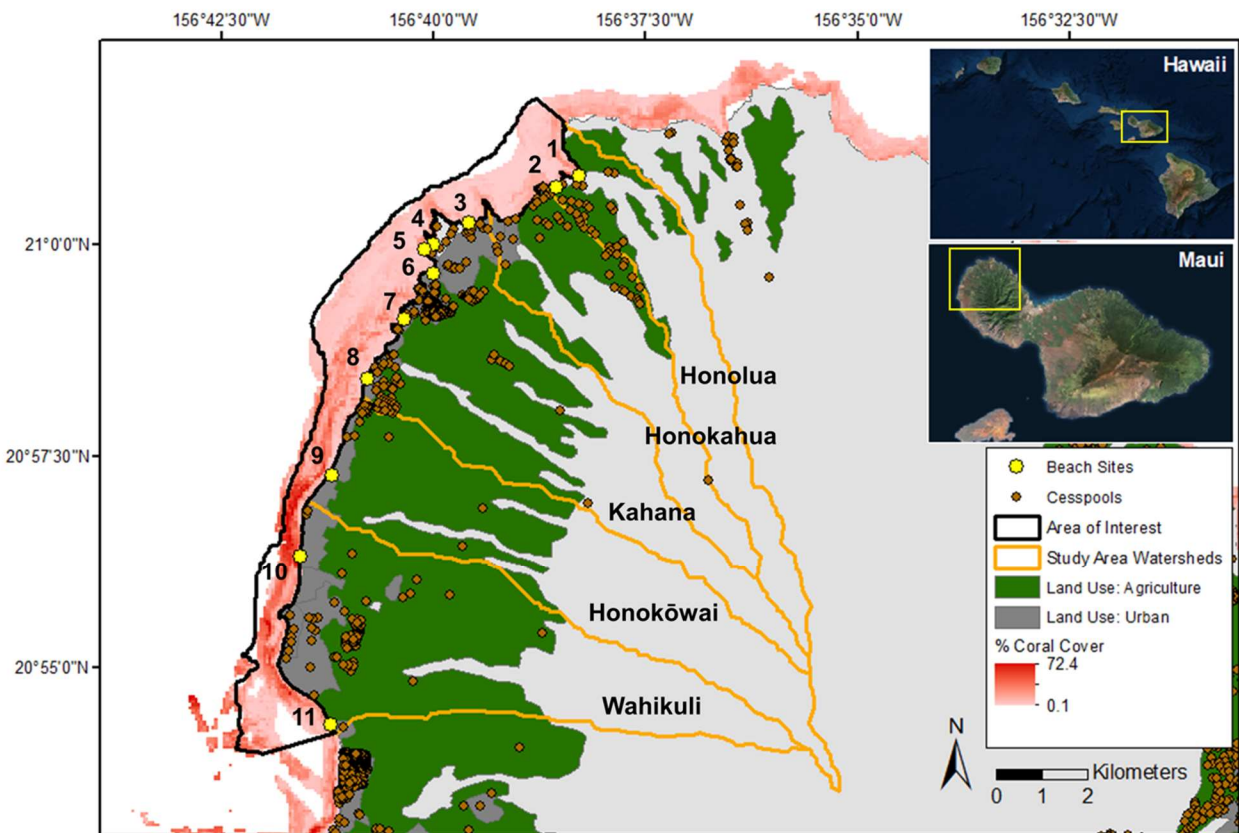 156°42'30"W
156°40'0"W
156°37'30"W
156°35'0"W
156°32'30"W
Hawaii
1
2
3
4
21°0'0"N
5
6
Maui
7
8
Honolua
Honokahua
20°57'30"N
9
Beach Sites
Cesspools
Kahana
Area of Interest
Study Area Watersheds
10
Land Use: Agriculture
Honokōwai
Land Use: Urban
% Coral Cover
20°55'0"N
72.4
0.1
Wahikuli
11
N
Kilometers
0 1 2